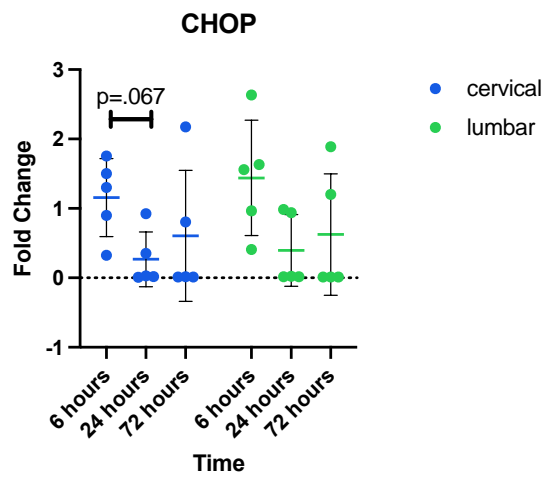 CHOP
3
p=.067
2
1
0
-1
Fold Change
6 hours
24 hours
72 hours
6 hours
24 hours
72 hours
Time
cervical
lumbar